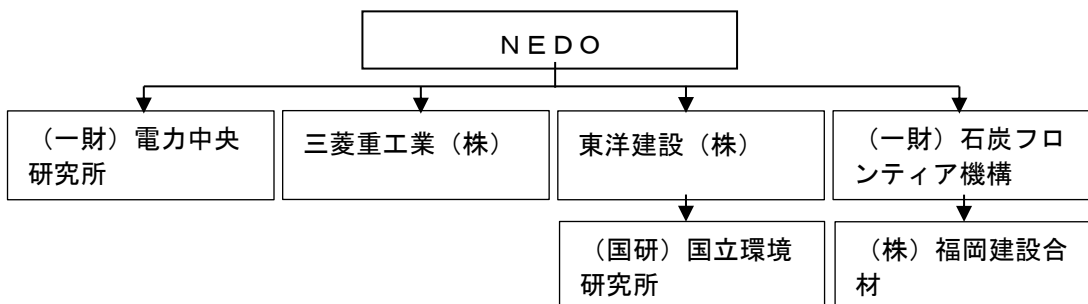 ＮＥＤＯ
（一財）電力中央
研究所
三菱重工業（株）
東洋建設（株）
（一財）石炭フロ
ンティア機構
（国研）国立環境
研究所
（株）福岡建設合
材